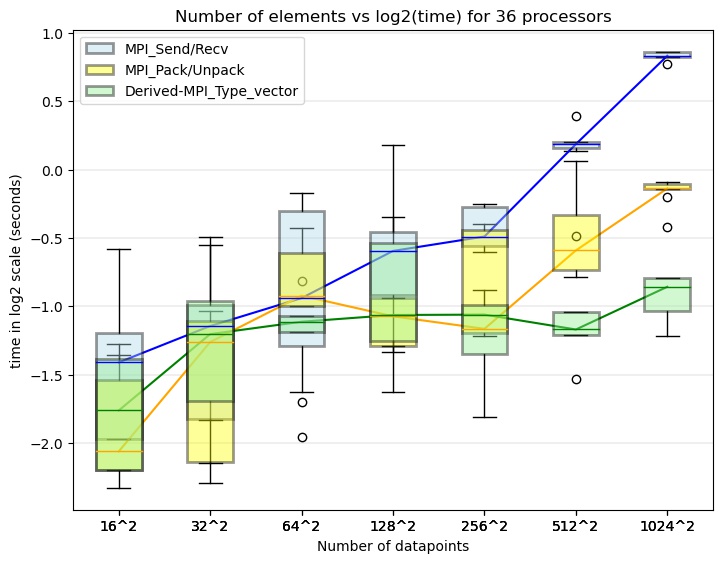 Number of elements vs log2(time) for 36 processors
MPI_Send/Recv
MPI_Pack/Unpack
Derived-MPI_Type_vector
time in log2 scale (seconds)
1.0
0.5
0.0
−0.5
−1.0
−1.5
−2.0
16^2 32^2 64^2 128^2 256^2 512^2 1024^2
Number of datapoints